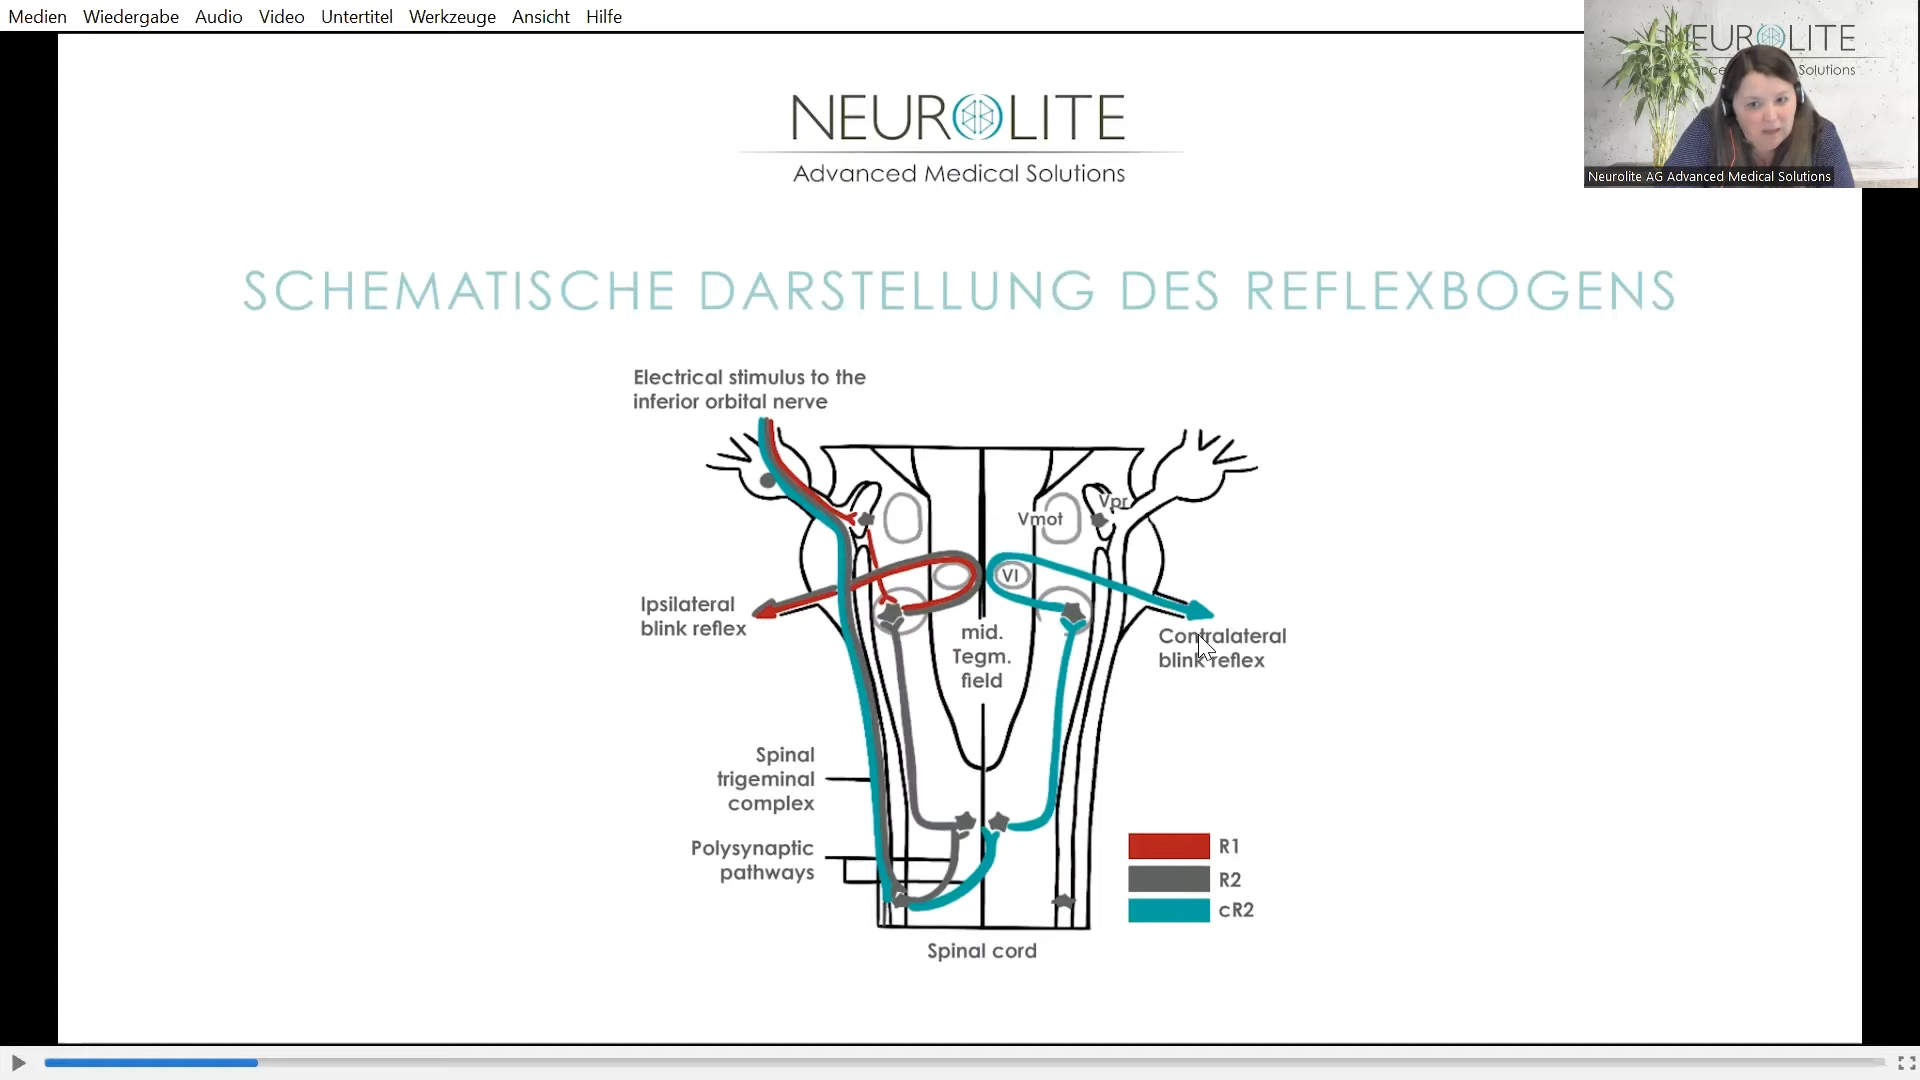 Medien Wiedergabe Audio Video Untertitel Werkzeuge Ansicht Hilfe
NEUROLITE
Solutions
Neurolite AG Advanced Medical Solutions
NEUROLITE
Advanced Medical Solutions
SCHEMATISCHE DARSTELLUNG DES REFLEXBOGENS
Electrical stimulus to the
inferior orbital nerve
Vpr
Vmot
VI
Ipsilateral
blink reflex
mid.
Tegm.
field
Contralateral
blink reflex
Spinal
trigeminal
complex
Polysynaptic
pathways
R1
R2
cR2
Spinal cord